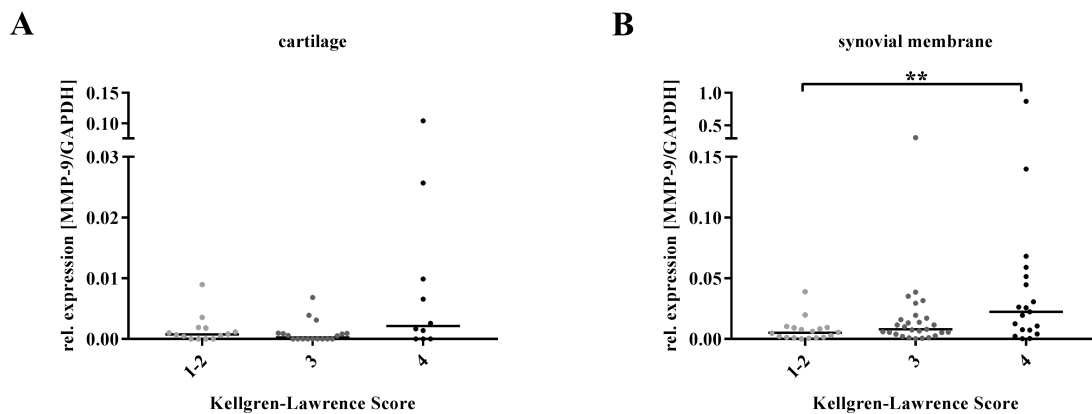 A
cartilage
rel. expression [MMP-9/GAPDH]
0.15
0.10
0.03
0.02
0.01
0.00
1-2
3
4
Kellgren-Lawrence Score
B
synovial membrane
**
rel. expression [MMP-9/GAPDH]
1.0
0.5
0.15
0.10
0.05
0.00
1-2
3
4
Kellgren-Lawrence Score